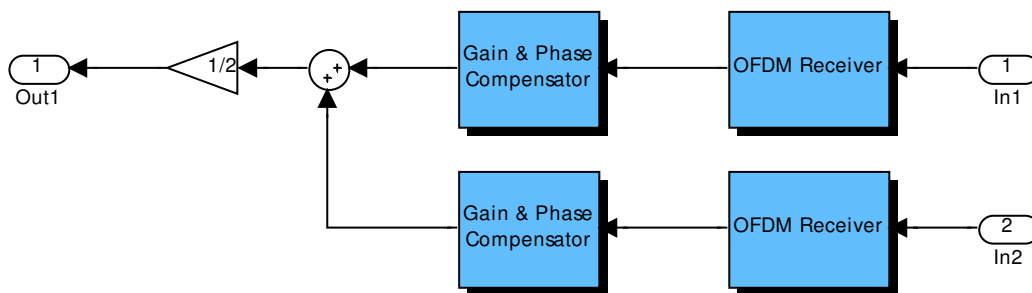 1
Out1
1/2
+
+
Gain & Phase
Compensator
OFDM Receiver
1
In1
Gain & Phase
Compensator
OFDM Receiver
2
In2